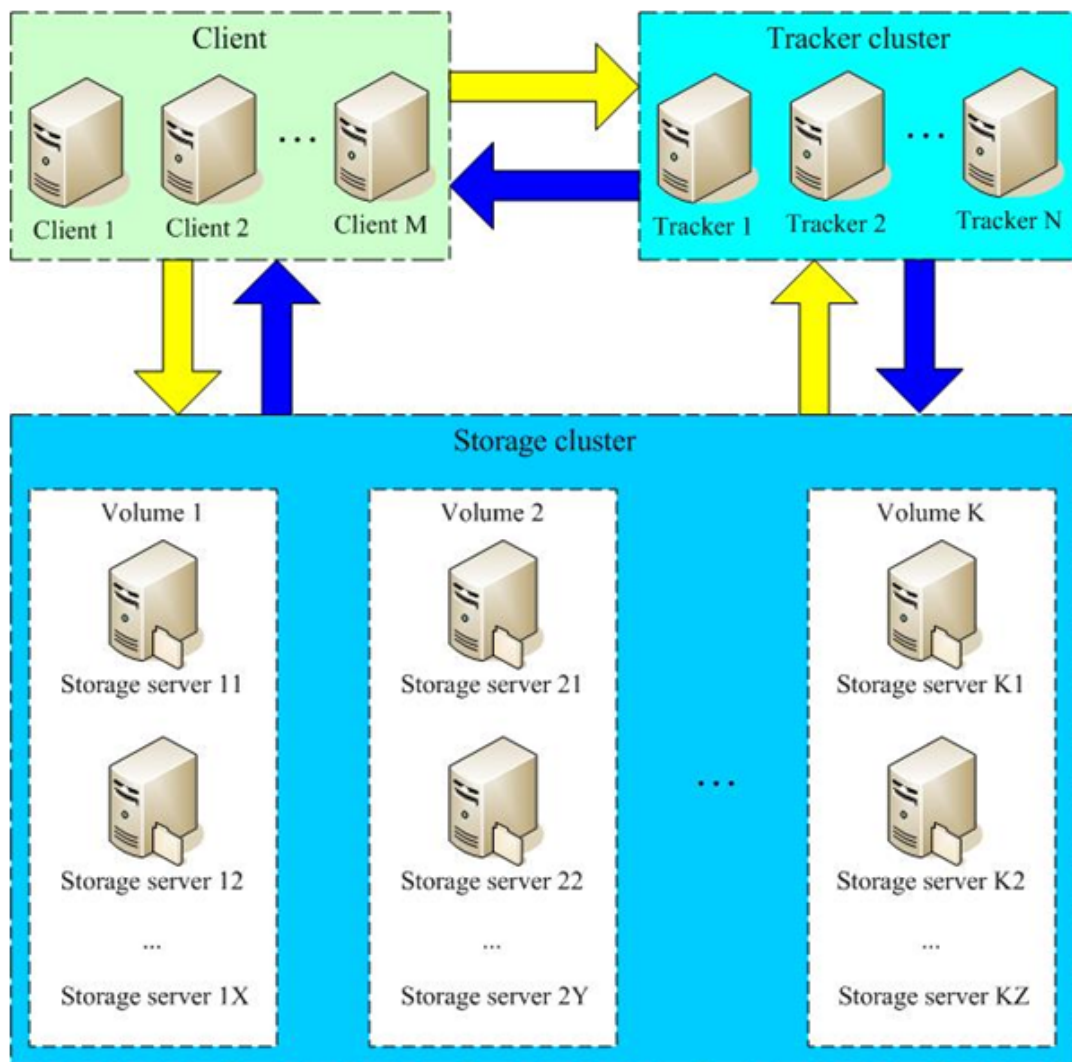 Client
Tracker cluster
...
...
Client 1
Client 2
Client M
Tracker 1
Tracker 2
Tracker N
Storage cluster
Volume 1
Volume 2
Volume K
Storage server 11
Storage server 21
Storage server K1
...
Storage server 12
Storage server 22
Storage server K2
...
...
...
Storage server 1X
Storage server 2Y
Storage server KZ